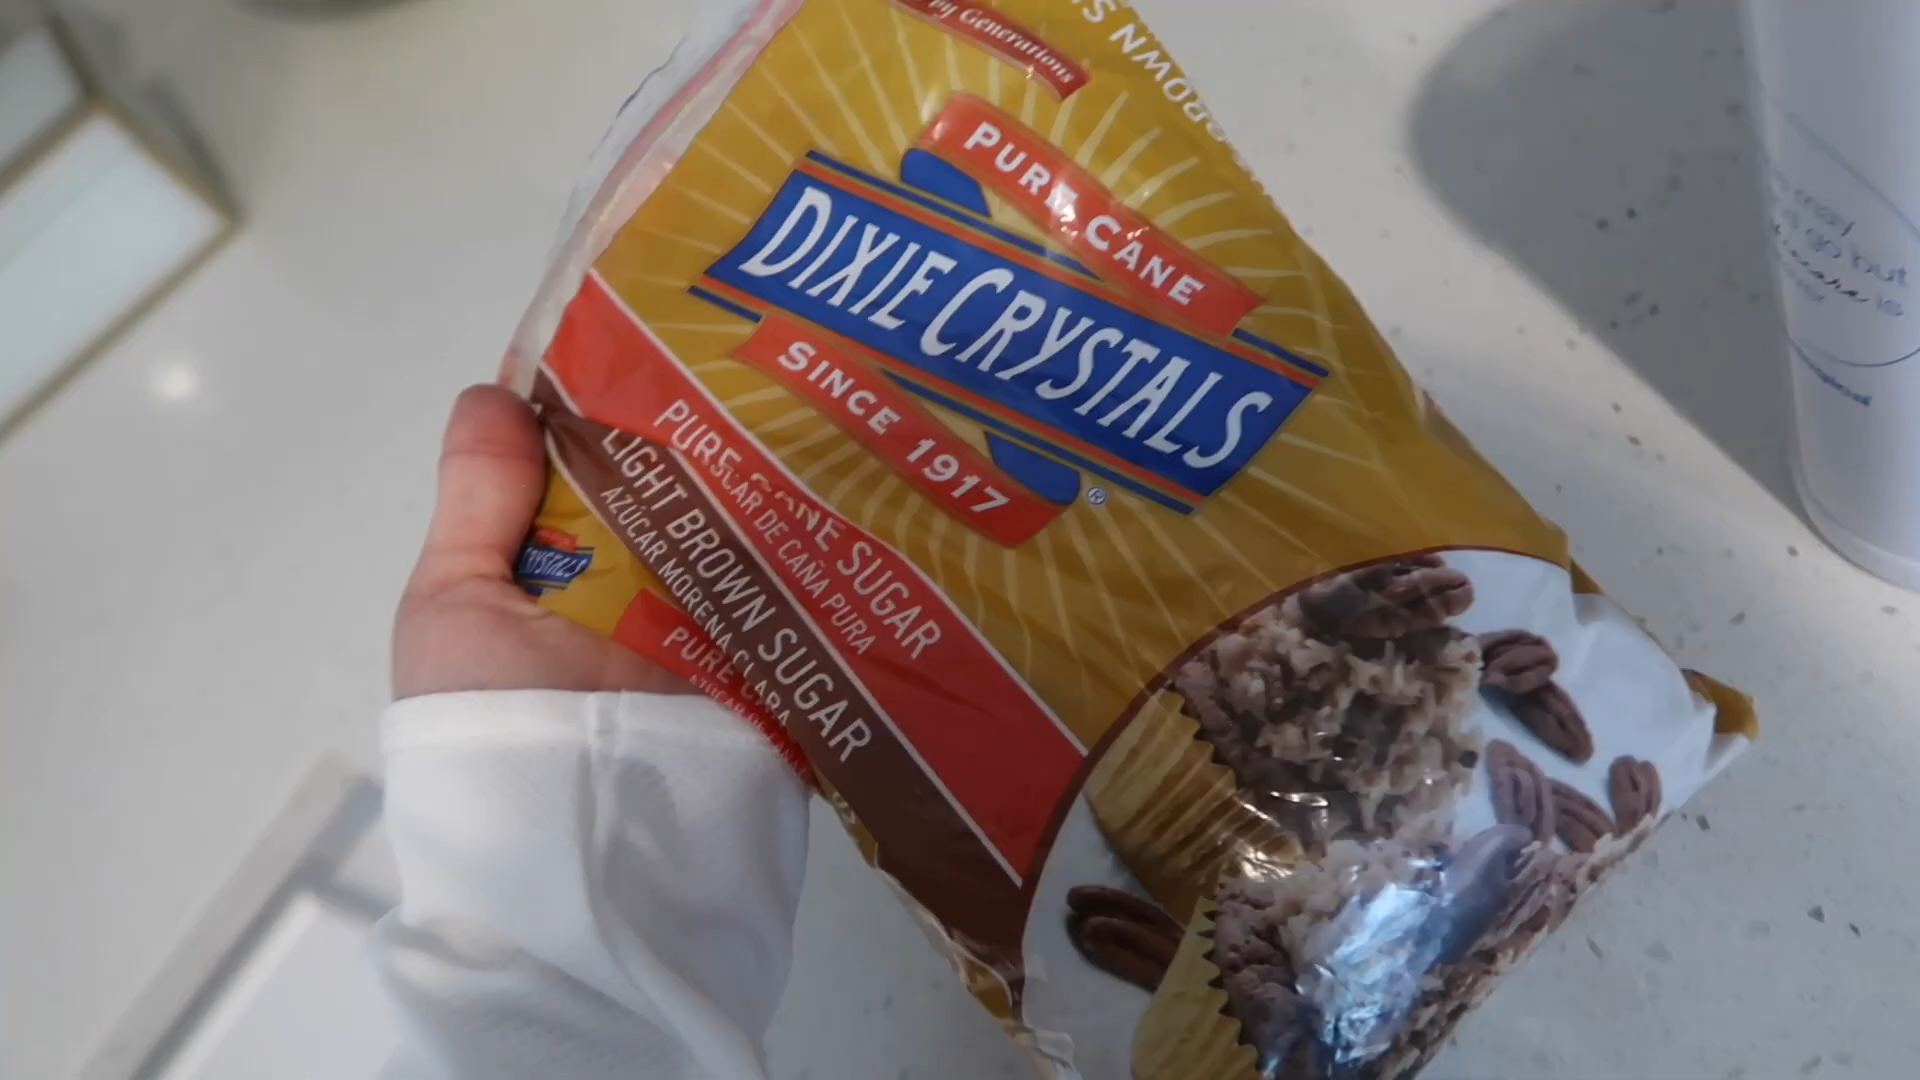 by Generations
BROWN
PURE CANE
DIXIE CRYSTALS
®
SINCE 1917
PURE CANE SUGAR
DE CAÑA PURA
LIGHT BROWN SUGAR
AZÚCAR MORENA CLARA
CRYSTALS
PURE